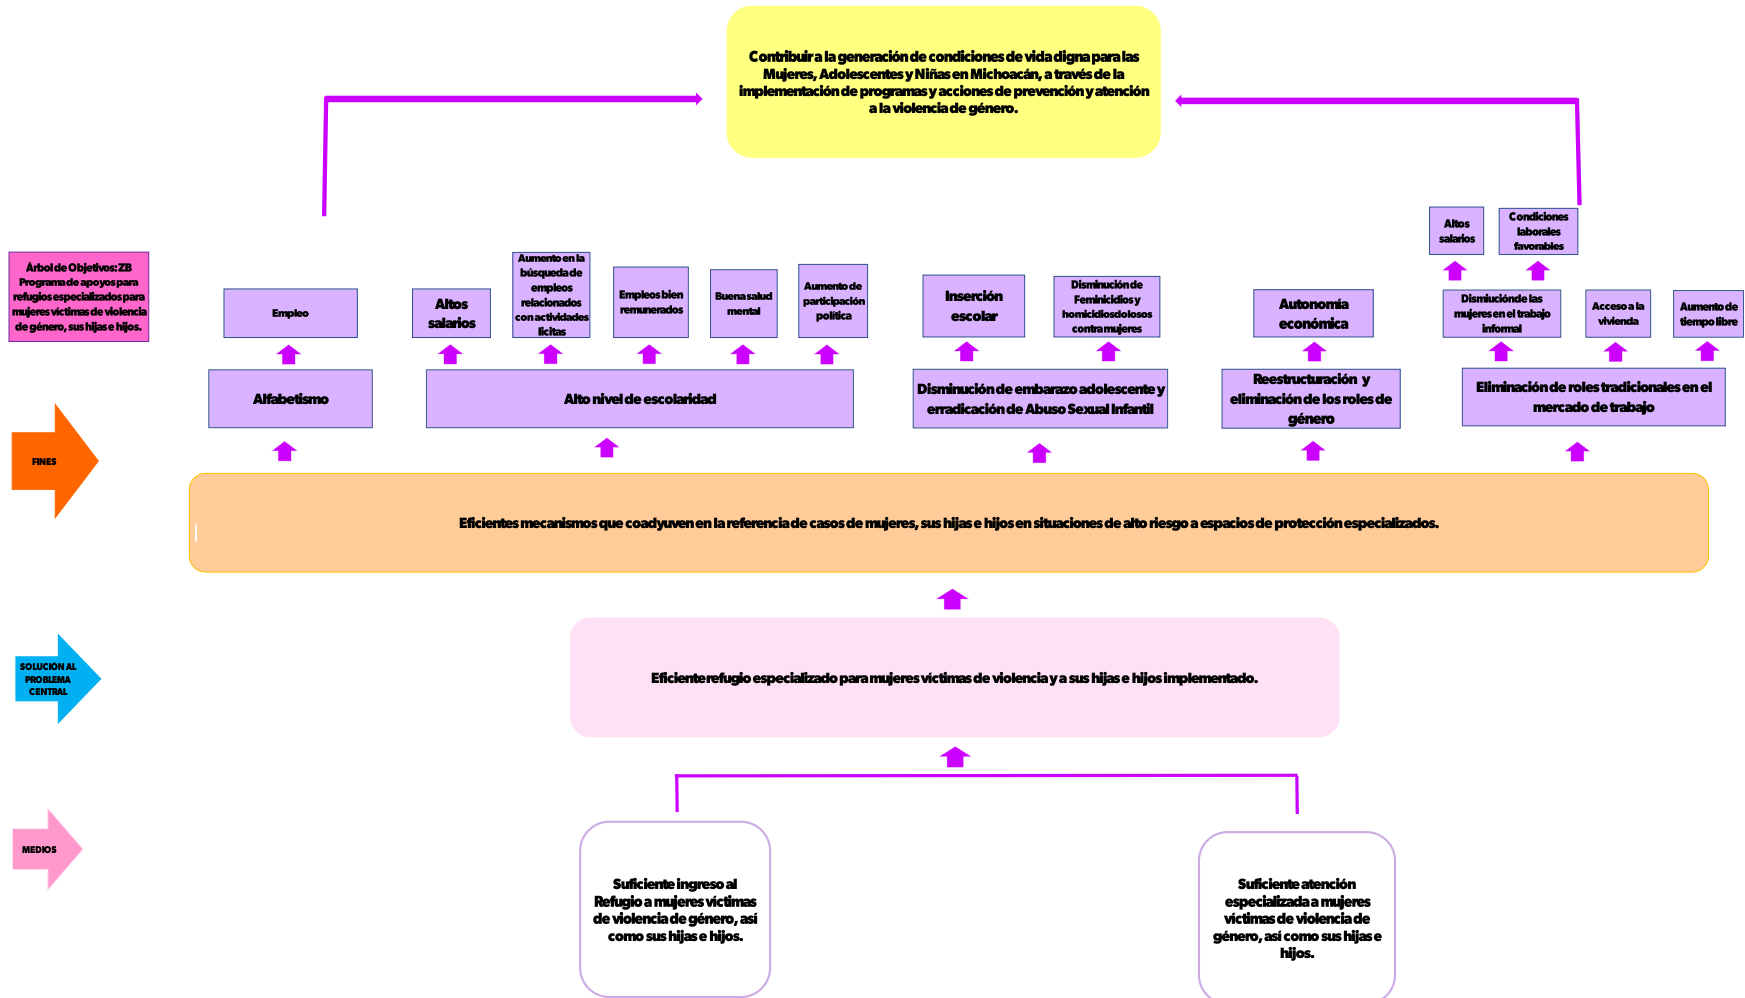 Contribuir a la generación de condiciones de vida digna para las
Mujeres, Adolescentes y Niñas en Michoacán, a través de la
implementación de programas y acciones de prevención y atención
a la violencia de género.
Altos
salarios
Condiciones
laborales
favorables
Árbol de Objetivos: ZB
Programa de apoyos para
refugios especializados para
mujeres víctimas de violencia
de género, sus hijas e hijos.
Empleo
Altos
salarios
Aumento en la
búsqueda de
empleos
relacionados
con actividades
lícitas
Empleos bien
remunerados
Buena salud
mental
Aumento de
participación
política
Inserción
escolar
Disminución de
Feminicidios y
homicidios dolosos
contra mujeres
Autonomía
económica
Dismiución de las
mujeres en el trabajo
informal
Acceso a la
vivienda
Aumento de
tiempo libre
Alfabetismo
Alto nivel de escolaridad
Disminución de embarazo adolescente y
erradicación de Abuso Sexual Infantil
Reestructuración y
eliminación de los roles de
género
Eliminación de roles tradicionales en el
mercado de trabajo
FINES
Eficientes mecanismos que coadyuven en la referencia de casos de mujeres, sus hijas e hijos en situaciones de alto riesgo a espacios de protección especializados.
SOLUCIÓN AL
PROBLEMA
CENTRAL
Eficiente refugio especializado para mujeres víctimas de violencia y a sus hijas e hijos implementado.
MEDIOS
Suficiente ingreso al
Refugio a mujeres víctimas
de violencia de género, así
como sus hijas e hijos.
Suficiente atención
especializada a mujeres
víctimas de violencia de
género, así como sus hijas e
hijos.